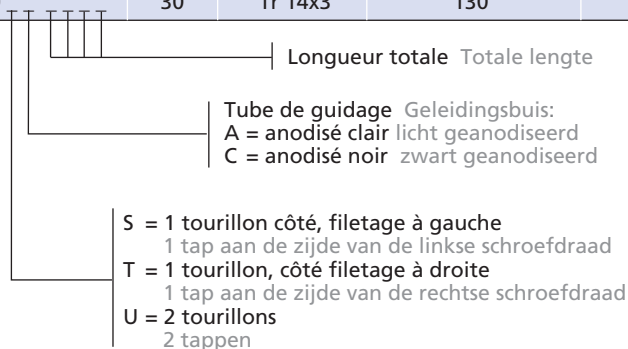 30 Tr 14x3 130
Longueur totale Totale lengte
Tube de guidage Geleidingsbuis:
A = anodisé clair licht geanodiseerd
C = anodisé noir zwart geanodiseerd
S = 1 tourillon côté, filetage à gauche
1 tap aan de zijde van de linkse schroefdraad
T = 1 tourillon, côté filetage à droite
1 tap aan de zijde van de rechtse schroefdraad
U = 2 tourillons
2 tappen